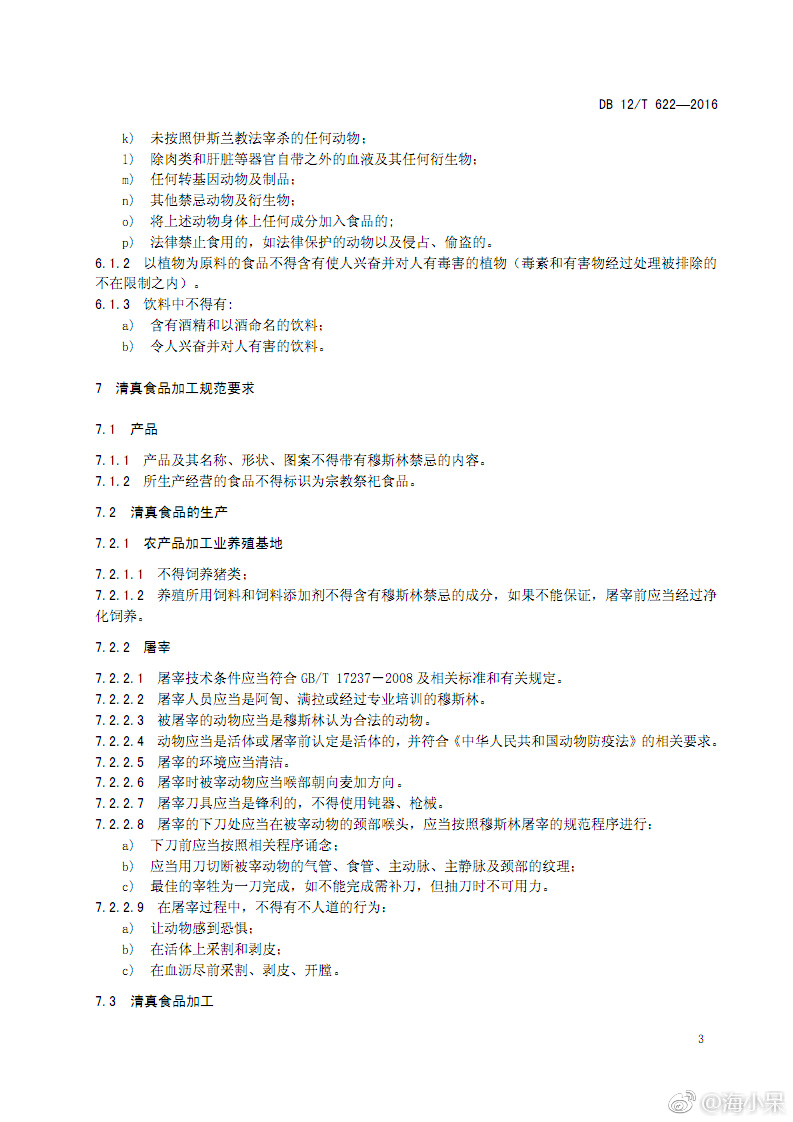 DB 12/T 622—2016
k) 未按照伊斯兰教法宰杀的任何动物;
l) 除肉类和肝脏等器官自带之外的血液及其任何衍生物;
m) 任何转基因动物及制品;
n) 其他禁忌动物及衍生物;
o) 将上述动物身体上任何成分加入食品的;
p) 法律禁止食用的，如法律保护的动物以及侵占、偷盗的。
6.1.2 以植物为原料的食品不得含有使人兴奋并对人有毒害的植物（毒素和有害物经过处理被排除的
不在限制之内）。
6.1.3 饮料中不得有:
a) 含有酒精和以酒命名的饮料;
b) 令人兴奋并对人有害的饮料。
7 清真食品加工规范要求
7.1 产品
7.1.1 产品及其名称、形状、图案不得带有穆斯林禁忌的内容。
7.1.2 所生产经营的食品不得标识为宗教祭祀食品。
7.2 清真食品的生产
7.2.1 农产品加工业养殖基地
7.2.1.1 不得饲养猪类;
7.2.1.2 养殖所用饲料和饲料添加剂不得含有穆斯林禁忌的成分，如果不能保证，屠宰前应当经过净
化饲养。
7.2.2 屠宰
7.2.2.1 屠宰技术条件应当符合 GB/T 17237－2008 及相关标准和有关规定。
7.2.2.2 屠宰人员应当是阿訇、满拉或经过专业培训的穆斯林。
7.2.2.3 被屠宰的动物应当是穆斯林认为合法的动物。
7.2.2.4 动物应当是活体或屠宰前认定是活体的，并符合《中华人民共和国动物防疫法》的相关要求。
7.2.2.5 屠宰的环境应当清洁。
7.2.2.6 屠宰时被宰动物应当喉部朝向麦加方向。
7.2.2.7 屠宰刀具应当是锋利的，不得使用钝器、枪械。
7.2.2.8 屠宰的下刀处应当在被宰动物的颈部喉头，应当按照穆斯林屠宰的规范程序进行:
a) 下刀前应当按照相关程序诵念;
b) 应当用刀切断被宰动物的气管、食管、主动脉、主静脉及颈部的纹理;
c) 最佳的宰牲为一刀完成，如不能完成需补刀，但抽刀时不可用力。
7.2.2.9 在屠宰过程中，不得有不人道的行为:
a) 让动物感到恐惧;
b) 在活体上采割和剥皮;
c) 在血沥尽前采割、剥皮、开膛。
7.3 清真食品加工
3
@海小呆